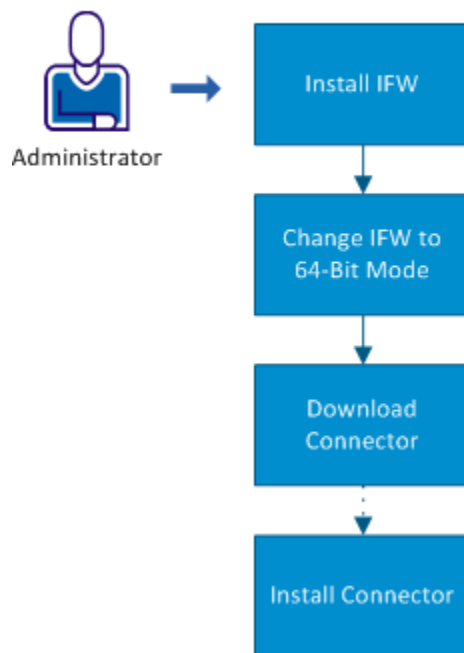 Administrator
Install IFW
Change IFW to
64-Bit Mode
Download
Connector
Install Connector